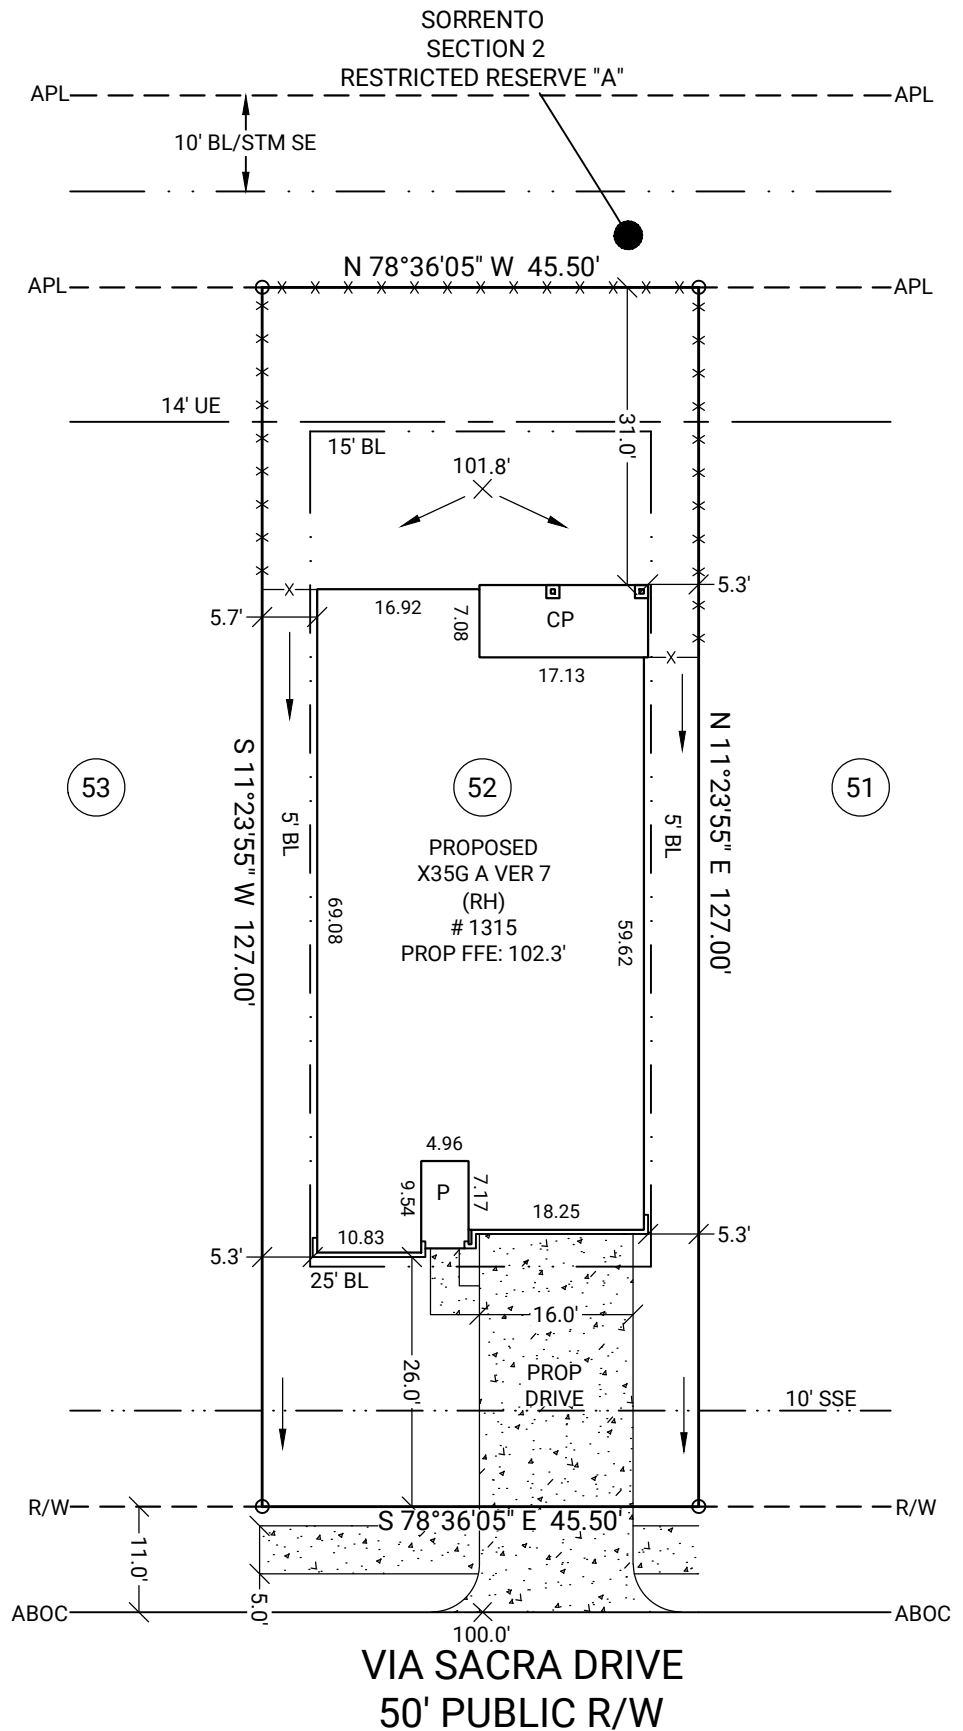 SORRENTO
SECTION 2
RESTRICTED RESERVE "A"
APL
APL
10' BL/STM SE
N 78°36'05" W 45.50'
APL
APL
14' UE
31.0'
15' BL
101.8'
5.3'
16.92
7.08
CP
5.7'
17.13
S 11°23'55" W 127.00'
N 11°23'55" E 127.00'
53
52
51
5' BL
5' BL
PROPOSED
X35G A VER 7
(RH)
# 1315
PROP FFE: 102.3'
69.08
59.62
4.96
9.54
P
7.17
18.25
10.83
5.3'
5.3'
25' BL
16.0'
26.0'
PROP
DRIVE
10' SSE
R/W
R/W
S 78°36'05" E 45.50'
11.0'
5.0'
ABOC
ABOC
100.0'
VIA SACRA DRIVE
50' PUBLIC R/W